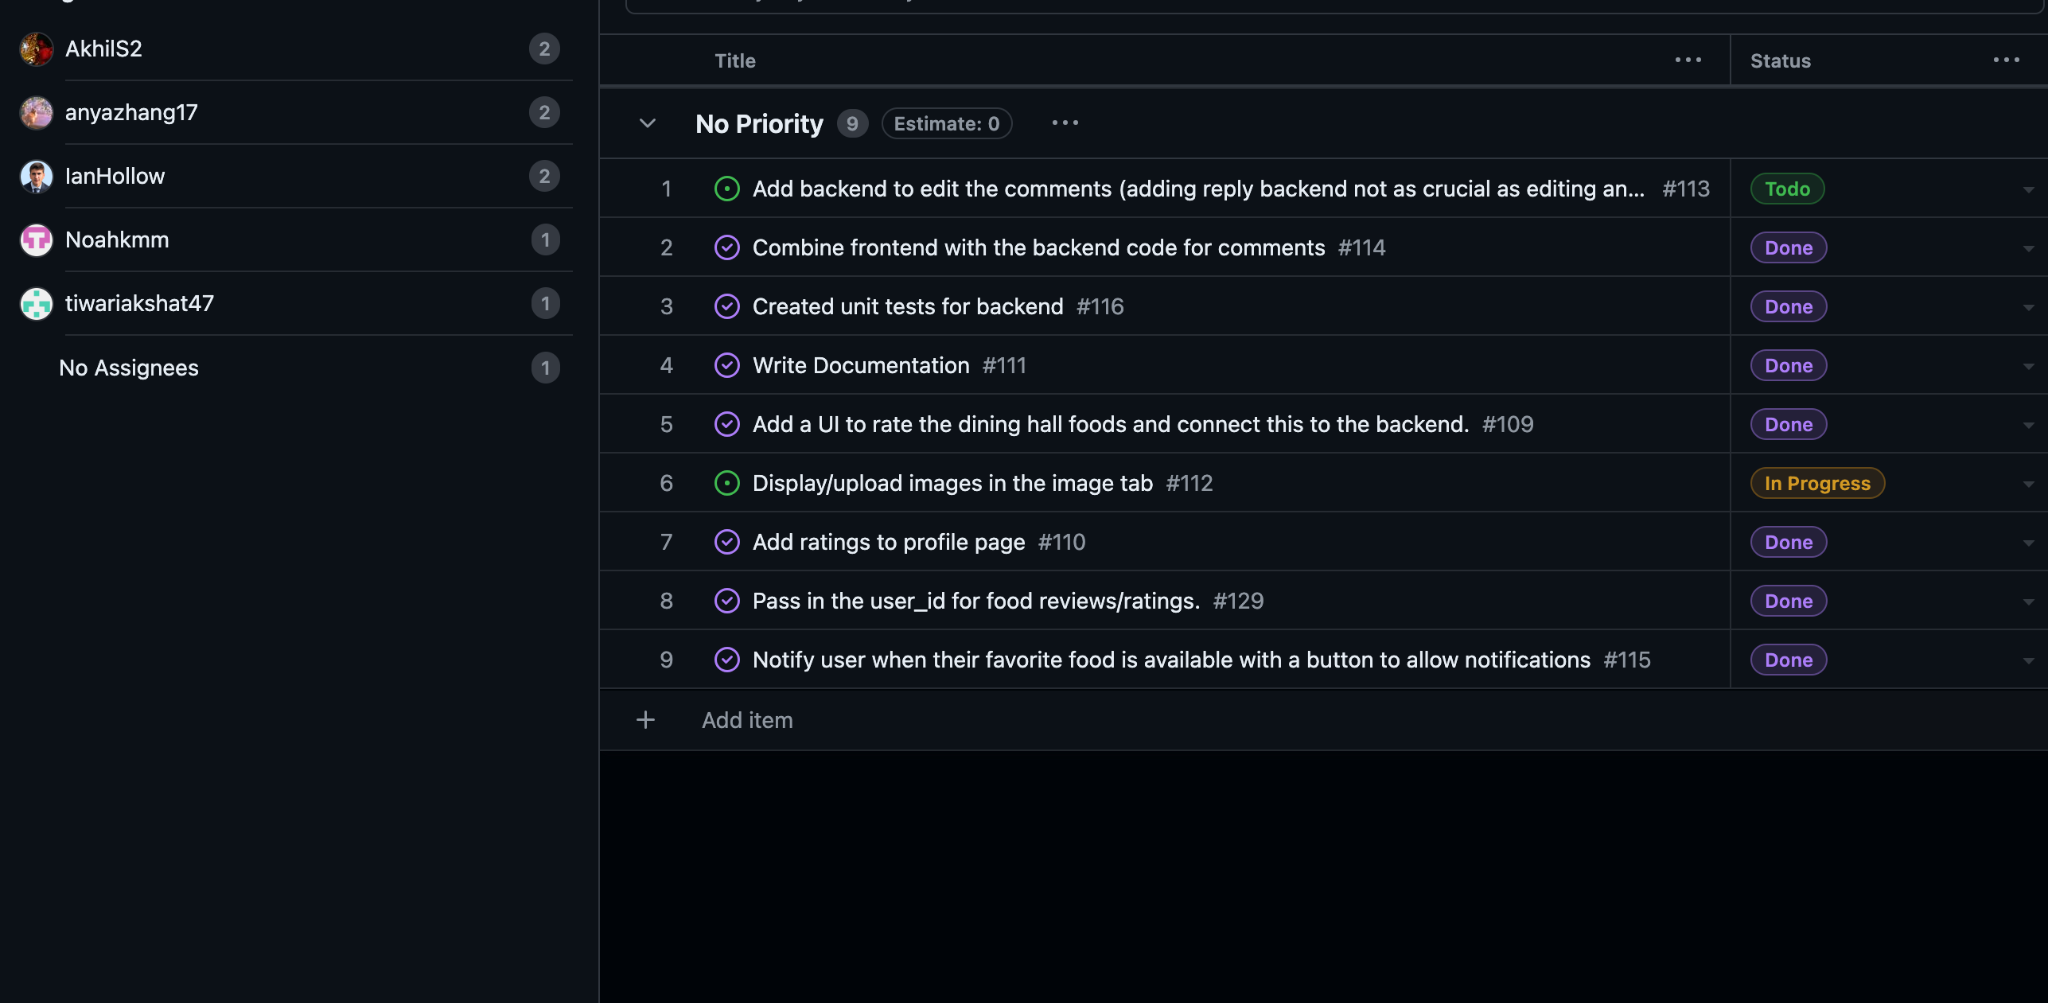 AkhilS2 2
anyazhang17 2
IanHollow 2
Noahkmm 1
tiwariakshat47 1
No Assignees 1
Title ... Status ...
No Priority 9 Estimate: 0 ...
1 Add backend to edit the comments (adding reply backend not as crucial as editing an... #113 Todo
2 Combine frontend with the backend code for comments #114 Done
3 Created unit tests for backend #116 Done
4 Write Documentation #111 Done
5 Add a UI to rate the dining hall foods and connect this to the backend. #109 Done
6 Display/upload images in the image tab #112 In Progress
7 Add ratings to profile page #110 Done
8 Pass in the user_id for food reviews/ratings. #129 Done
9 Notify user when their favorite food is available with a button to allow notifications #115 Done
+ Add item